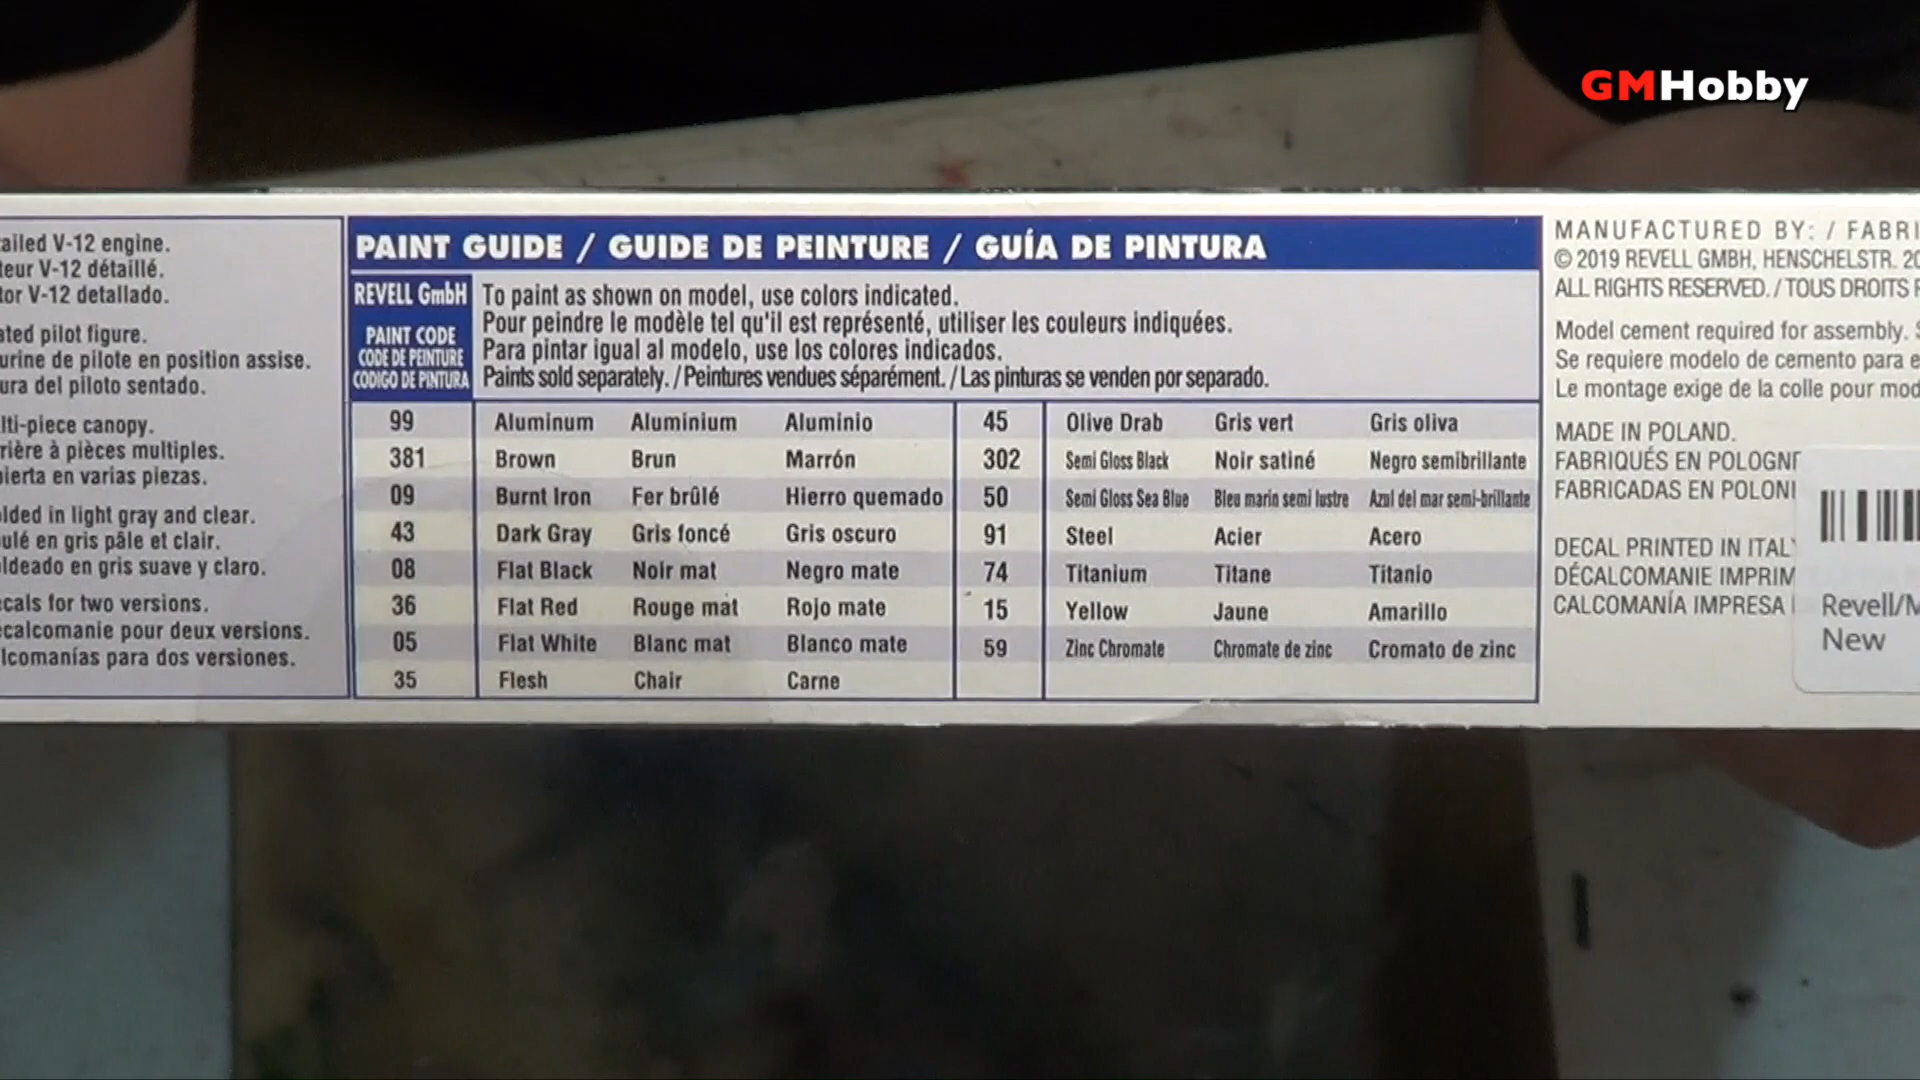 GMHobby
ailed V-12 engine.
teur V-12 détaillé.
tor V-12 detallado.
ated pilot figure.
urine de pilote en position assise.
ura del piloto sentado.
lti-piece canopy.
rière à pièces multiples.
bierta en varias piezas.
lded in light gray and clear.
ulé en gris pâle et clair.
ldeado en gris suave y claro.
cals for two versions.
écalcomanie pour deux versions.
lcomanías para dos versiones.
PAINT GUIDE / GUIDE DE PEINTURE / GUÍA DE PINTURA
REVELL GmbH
PAINT CODE
CODE DE PEINTURE
CODIGO DE PINTURA
To paint as shown on model, use colors indicated.
Pour peindre le modèle tel qu'il est représenté, utiliser les couleurs indiquées.
Para pintar igual al modelo, use los colores indicados.
Paints sold separately. / Peintures vendues séparément. / Las pinturas se venden por separado.
99 Aluminum Aluminium Aluminio
381 Brown Brun Marrón
09 Burnt Iron Fer brûlé Hierro quemado
43 Dark Gray Gris foncé Gris oscuro
08 Flat Black Noir mat Negro mate
36 Flat Red Rouge mat Rojo mate
05 Flat White Blanc mat Blanco mate
35 Flesh Chair Carne
45 Olive Drab Gris vert Gris oliva
302 Semi Gloss Black Noir satiné Negro semibrillante
50 Semi Gloss Sea Blue Bleu marin semi lustre Azul del mar semi-brillante
91 Steel Acier Acero
74 Titanium Titane Titanio
15 Yellow Jaune Amarillo
59 Zinc Chromate Chromate de zinc Cromato de zinc
MANUFACTURED BY: / FABRI
© 2019 REVELL GMBH, HENSCHELSTR. 20
ALL RIGHTS RESERVED. / TOUS DROITS
Model cement required for assembly.
Se requiere modelo de cemento para e
Le montage exige de la colle pour mod
MADE IN POLAND.
FABRIQUÉS EN POLOGN
FABRICADAS EN POLONI
DECAL PRINTED IN ITAL
DÉCALCOMANIE IMPRIM
CALCOMANÍA IMPRESA
Revell/M
New